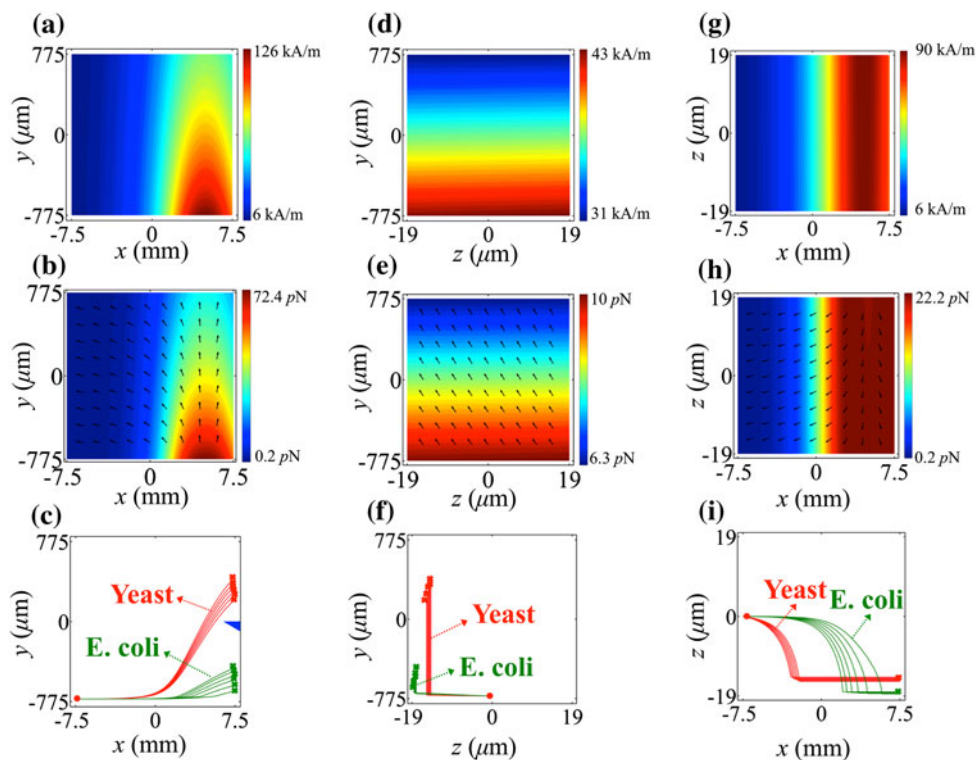 (a)
126 kA/m
775
y (μm)
0
-775
6 kA/m
-7.5
0
7.5
x (mm)
(d)
43 kA/m
775
y (μm)
0
-775
31 kA/m
-19
0
19
z (μm)
(g)
90 kA/m
19
z (μm)
0
-19
6 kA/m
-7.5
0
7.5
x (mm)
(b)
72.4 pN
775
y (μm)
0
-775
0.2 pN
-7.5
0
7.5
x (mm)
(e)
10 pN
775
y (μm)
0
-775
6.3 pN
-19
0
19
z (μm)
(h)
22.2 pN
19
z (μm)
0
-19
0.2 pN
-7.5
0
7.5
x (mm)
(c)
775
y (μm)
0
-775
Yeast
E. coli
-7.5
0
7.5
x (mm)
(f)
775
y (μm)
0
-775
Yeast
E. coli
-19
0
19
z (μm)
(i)
19
z (μm)
0
-19
Yeast
E. coli
-7.5
0
7.5
x (mm)